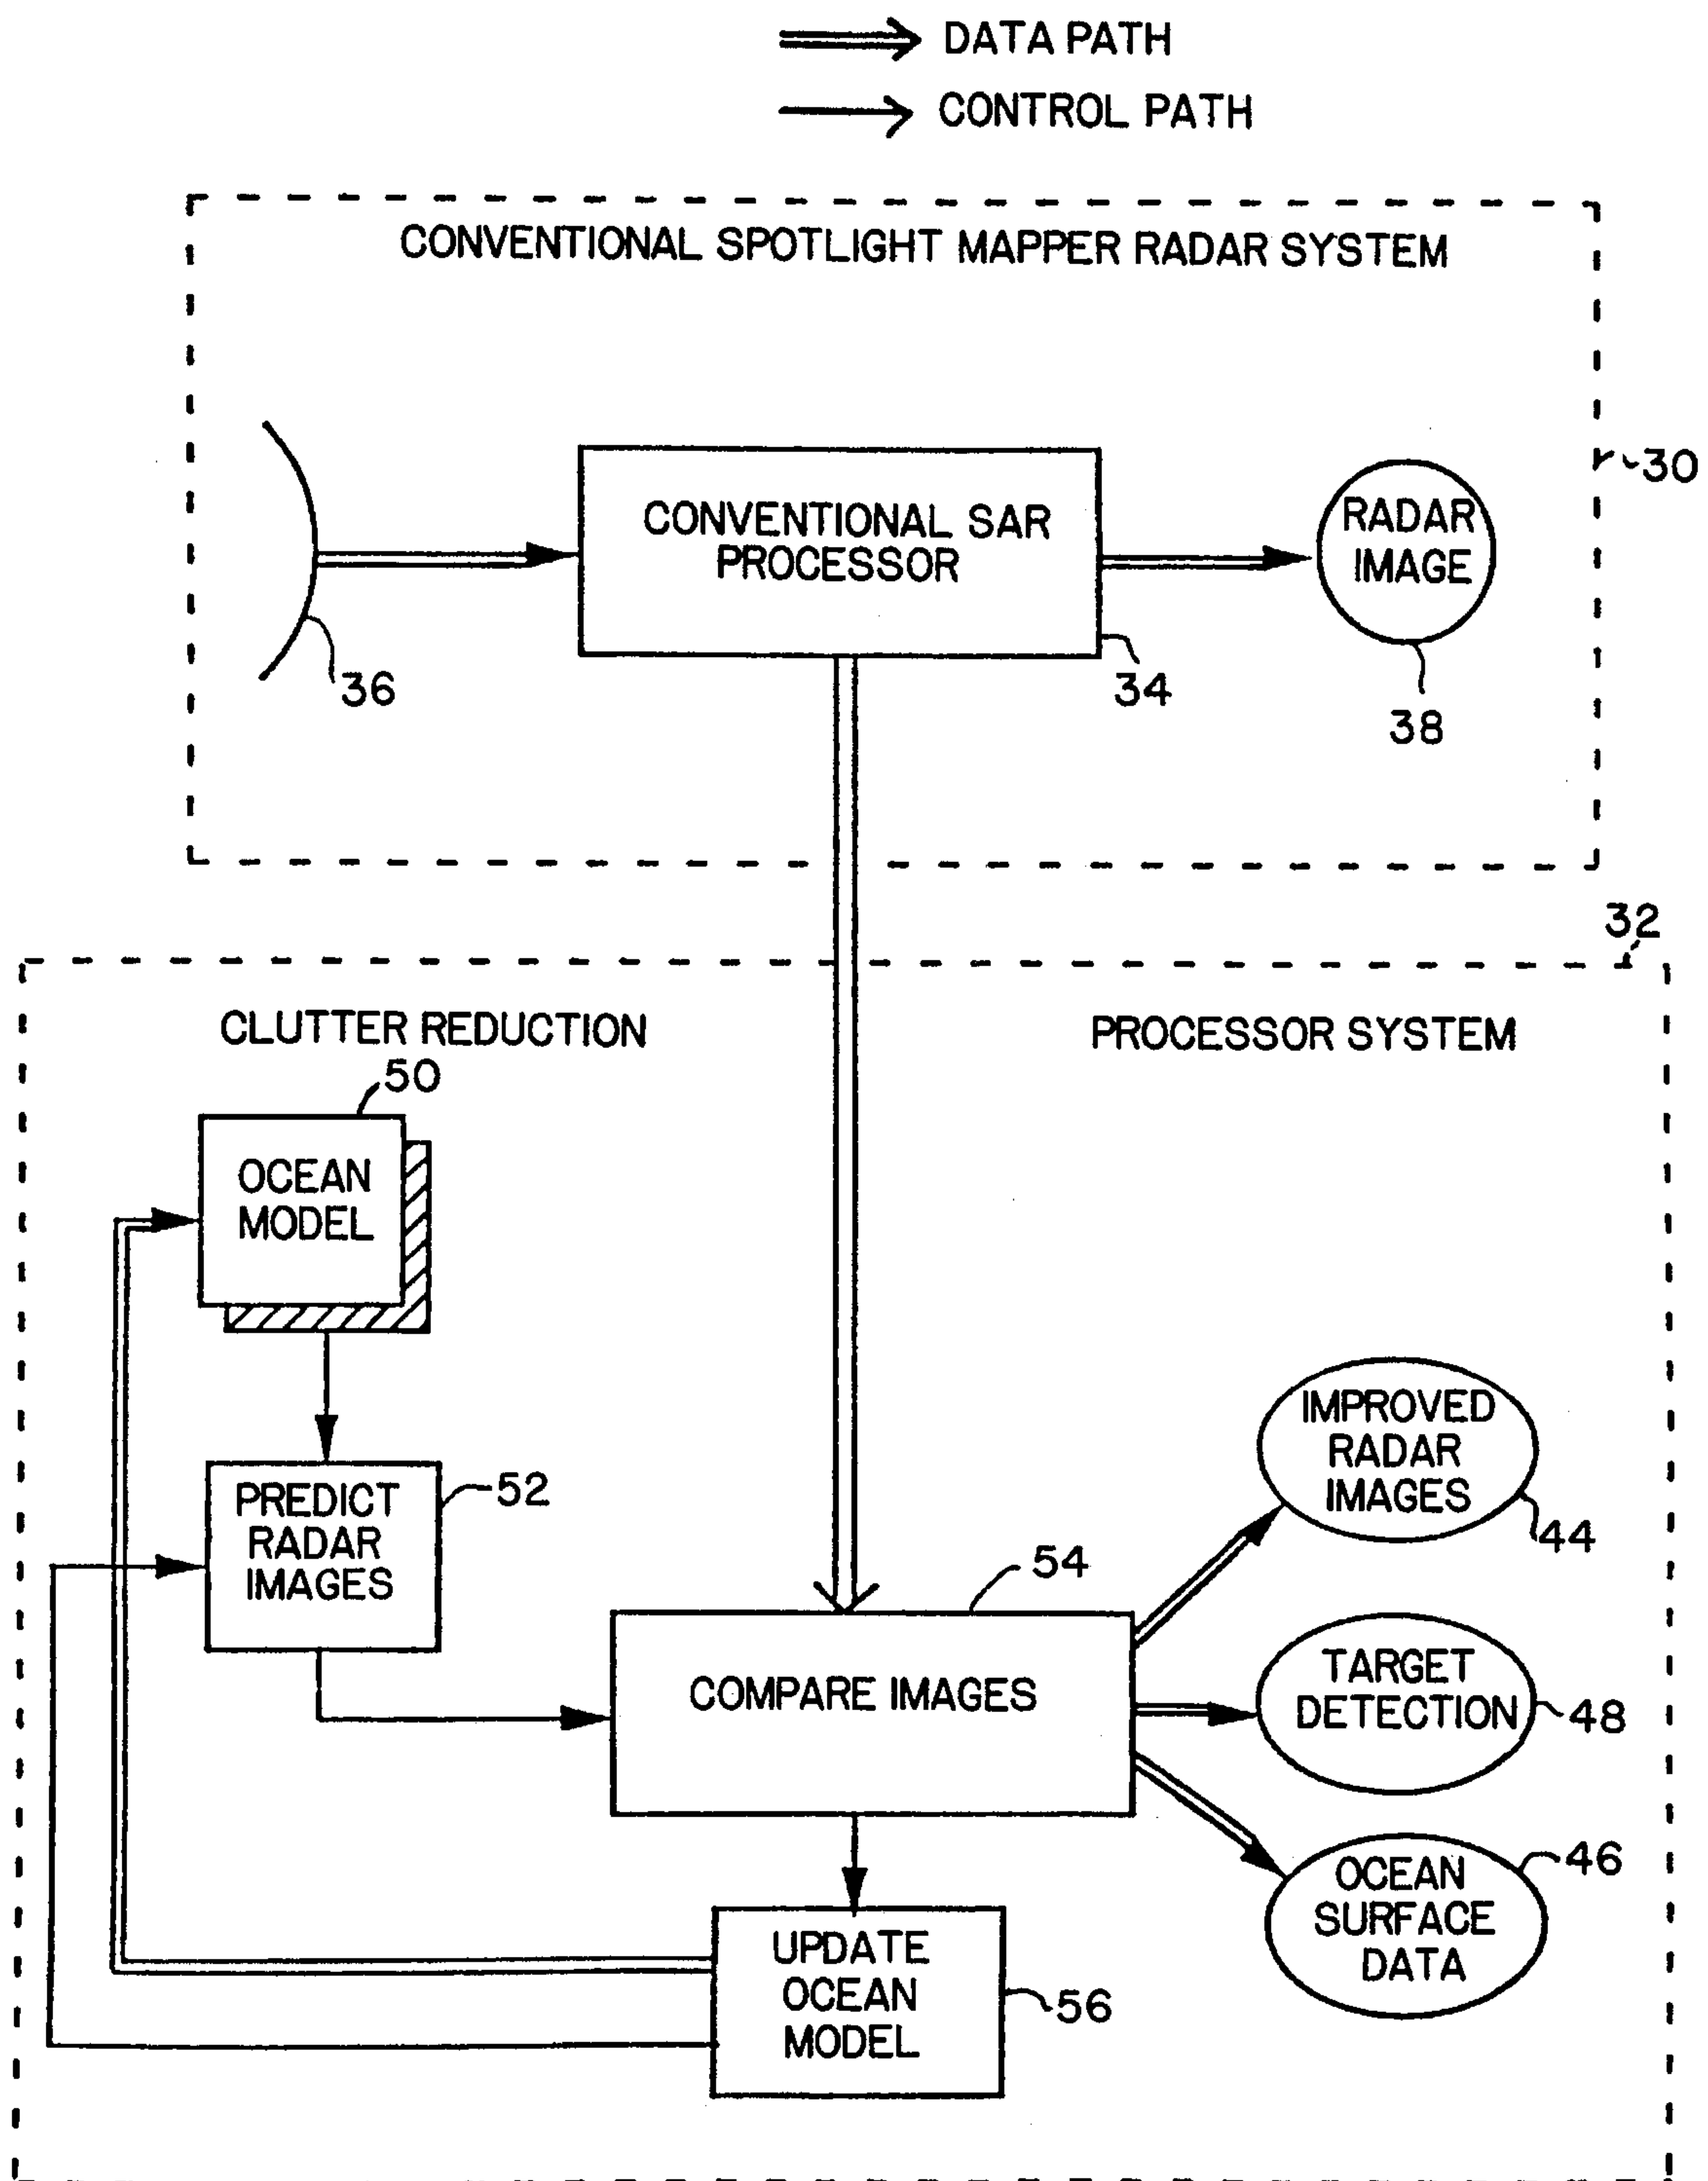 DATA PATH
CONTROL PATH
CONVENTIONAL SPOTLIGHT MAPPER RADAR SYSTEM
30
CONVENTIONAL SAR
PROCESSOR
RADAR
IMAGE
36
34
38
32
CLUTTER REDUCTION
PROCESSOR SYSTEM
50
OCEAN
MODEL
PREDICT
RADAR
IMAGES
52
IMPROVED
RADAR
IMAGES
44
54
COMPARE IMAGES
TARGET
DETECTION
48
46
OCEAN
SURFACE
DATA
UPDATE
OCEAN
MODEL
56